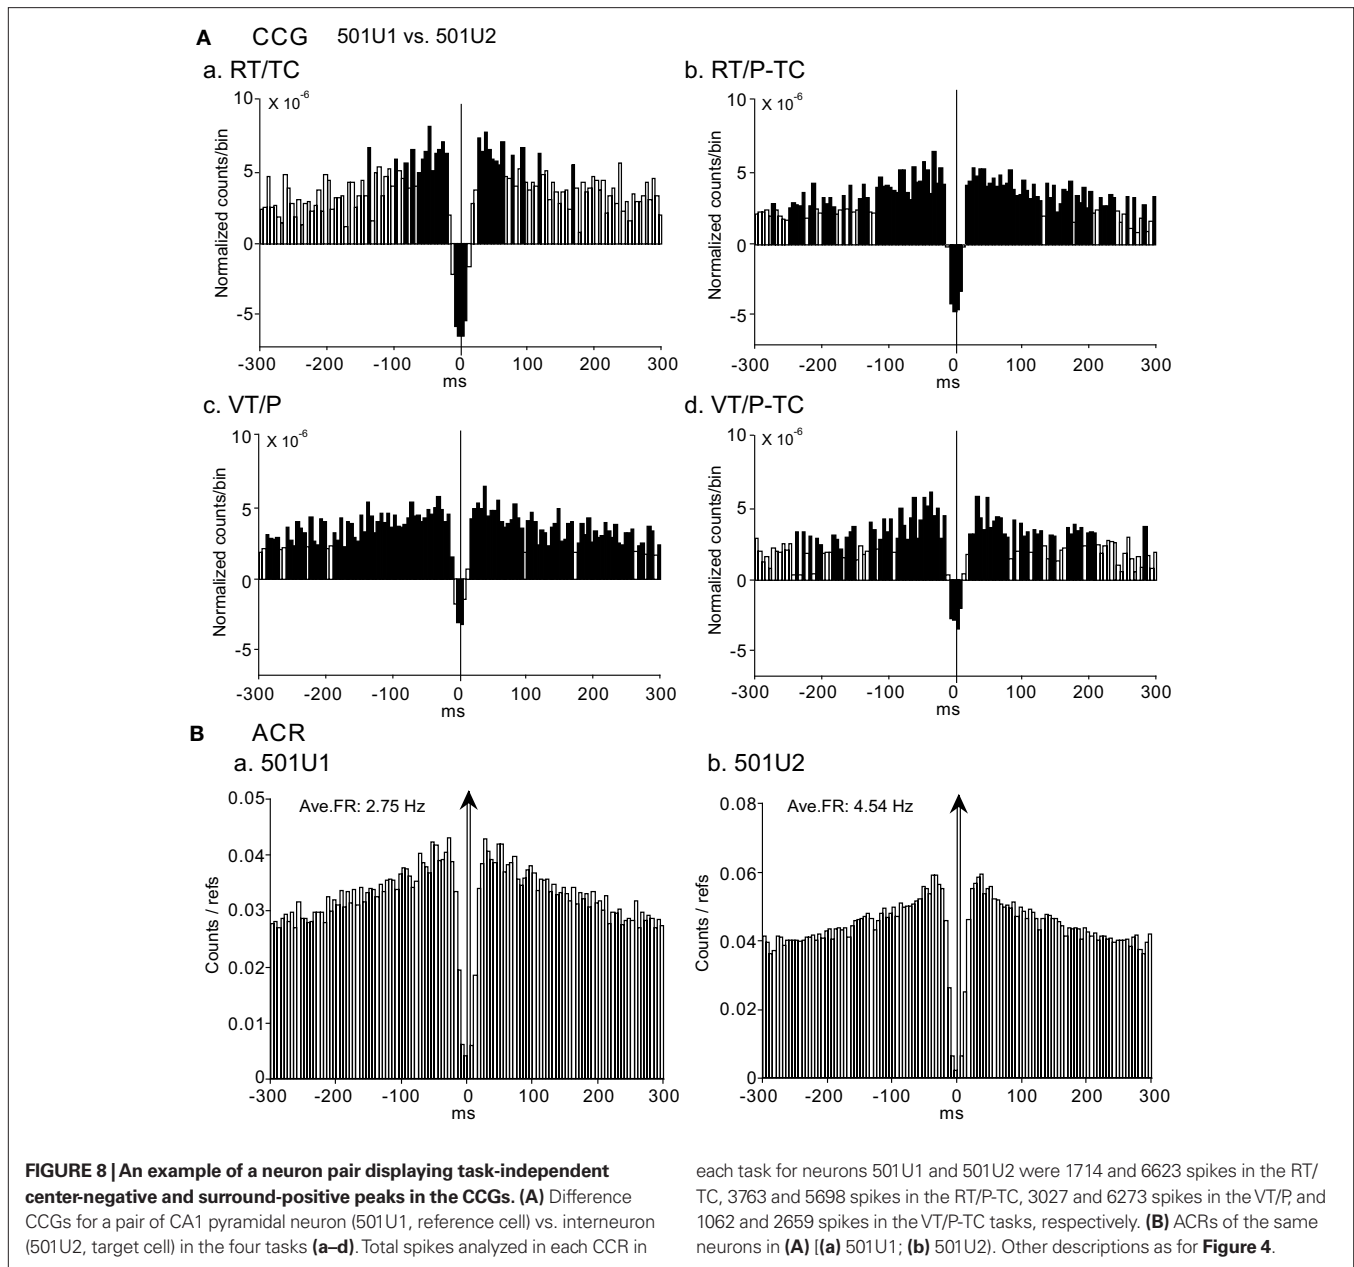 A CCG 501U1 vs. 501U2
a. RT/TC
10
X 10-6
5
0
-5
Normalized counts/bin
-300 -200 -100 0 100 200 300
ms
b. RT/P-TC
10
X 10-6
5
0
-5
Normalized counts/bin
-300 -200 -100 0 100 200 300
ms
c. VT/P
10
X 10-6
5
0
-5
Normalized counts/bin
-300 -200 -100 0 100 200 300
ms
d. VT/P-TC
10
X 10-6
5
0
-5
Normalized counts/bin
-300 -200 -100 0 100 200 300
ms
B ACR
a. 501U1
0.05
Ave.FR: 2.75 Hz
0.04
0.03
0.02
0.01
0
Counts / refs
-300 -200 -100 0 100 200 300
ms
b. 501U2
0.08
Ave.FR: 4.54 Hz
0.06
0.04
0.02
0
Counts / refs
-300 -200 -100 0 100 200 300
ms
FIGURE 8 | An example of a neuron pair displaying task-independent
center-negative and surround-positive peaks in the CCGs. (A) Difference
CCGs for a pair of CA1 pyramidal neuron (501U1, reference cell) vs. interneuron
(501U2, target cell) in the four tasks (a–d). Total spikes analyzed in each CCR in
each task for neurons 501U1 and 501U2 were 1714 and 6623 spikes in the RT/
TC, 3763 and 5698 spikes in the RT/P-TC, 3027 and 6273 spikes in the VT/P, and
1062 and 2659 spikes in the VT/P-TC tasks, respectively. (B) ACRs of the same
neurons in (A) [(a) 501U1; (b) 501U2). Other descriptions as for Figure 4.